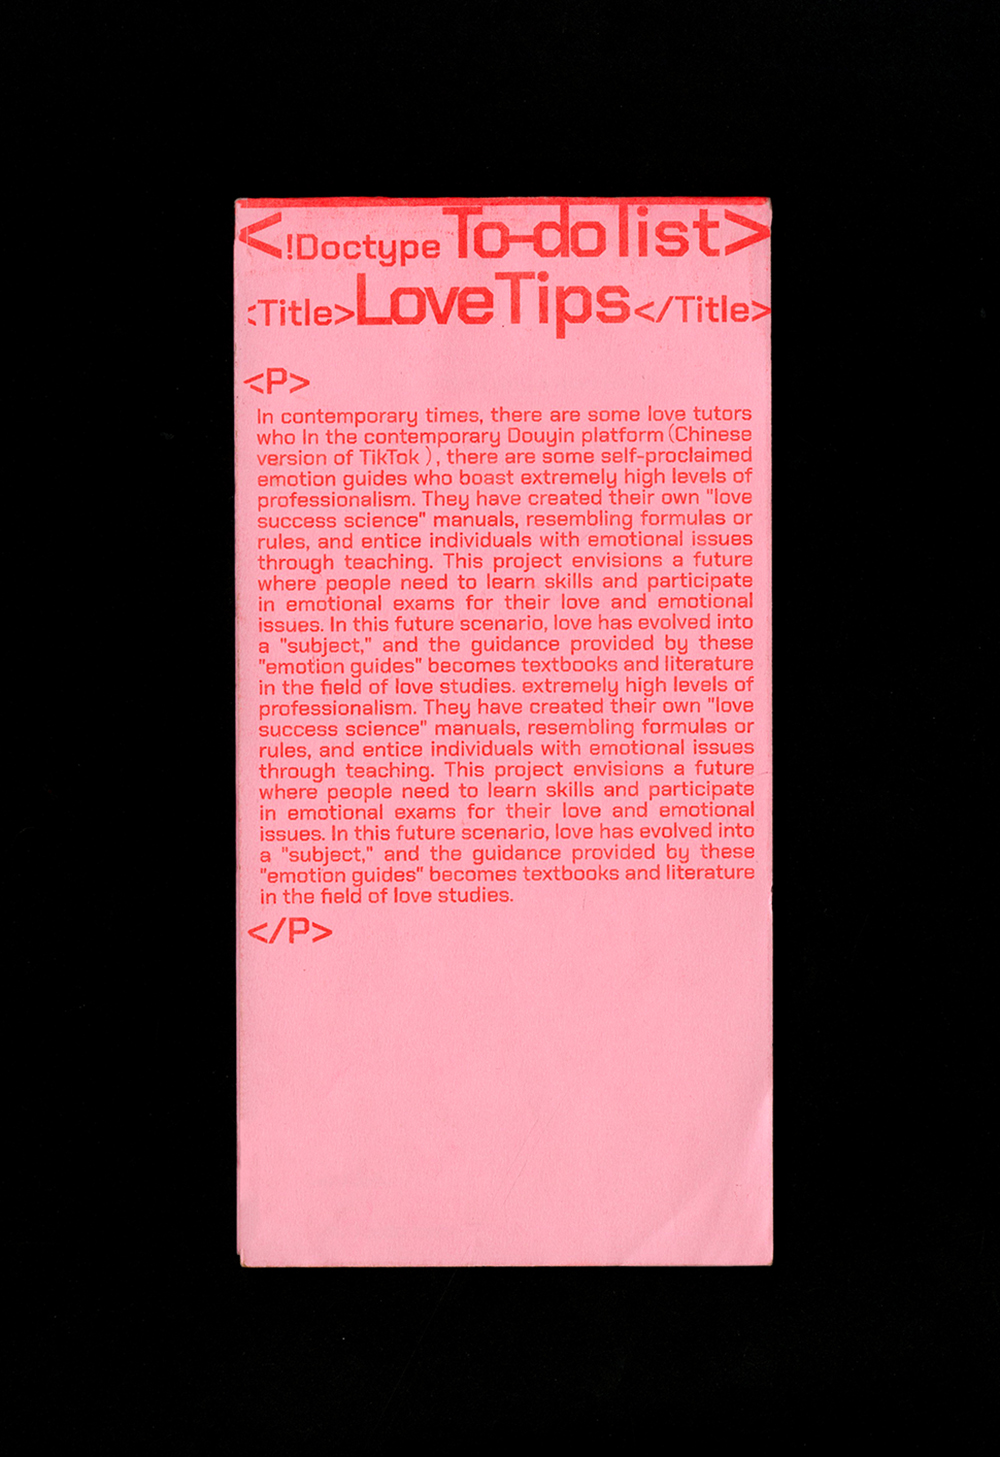 <!Doctype To-do list>
<Title>LoveTips</Title>
<P>
In contemporary times, there are some love tutors
who In the contemporary Douyin platform (Chinese
version of TikTok ), there are some self-proclaimed
emotion guides who boast extremely high levels of
professionalism. They have created their own "love
success science" manuals, resembling formulas or
rules, and entice individuals with emotional issues
through teaching. This project envisions a future
where people need to learn skills and participate
in emotional exams for their love and emotional
issues. In this future scenario, love has evolved into
a "subject," and the guidance provided by these
"emotion guides" becomes textbooks and literature
in the field of love studies. extremely high levels of
professionalism. They have created their own "love
success science" manuals, resembling formulas or
rules, and entice individuals with emotional issues
through teaching. This project envisions a future
where people need to learn skills and participate
in emotional exams for their love and emotional
issues. In this future scenario, love has evolved into
a "subject," and the guidance provided by these
"emotion guides" becomes textbooks and literature
in the field of love studies.
</P>